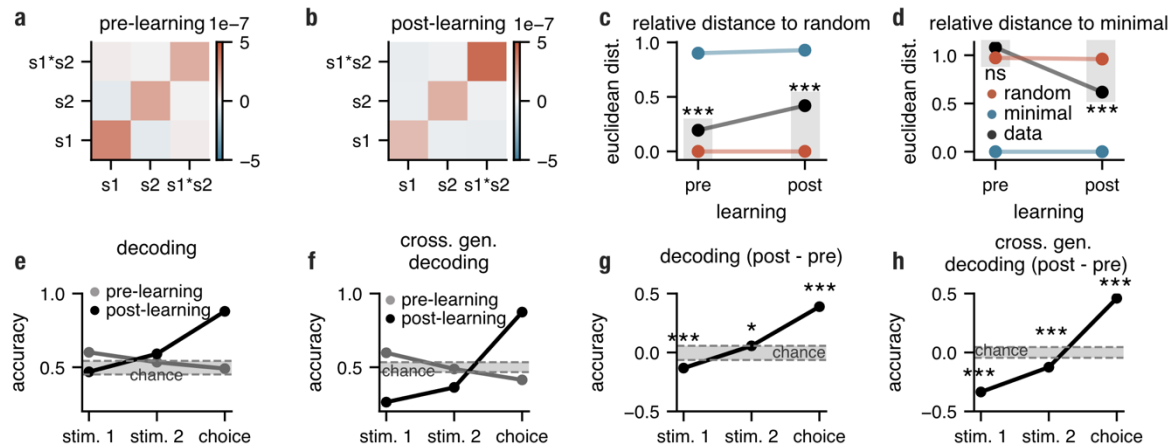 a
pre-learning
1e−7
s1*s2
s2
s1
s1
s2
s1*s2
5
0
−5
b
post-learning
1e−7
s1*s2
s2
s1
s1
s2
s1*s2
5
0
−5
c
relative distance to random
euclidean dist.
1.0
0.5
0.0
***
***
pre
post
learning
d
relative distance to minimal
euclidean dist.
1.0
0.5
0.0
ns
random
minimal
data
***
pre
post
learning
e
decoding
accuracy
1.0
0.5
pre-learning
post-learning
chance
stim. 1
stim. 2
choice
f
cross. gen.
decoding
accuracy
1.0
0.5
pre-learning
post-learning
chance
stim. 1
stim. 2
choice
g
decoding (post - pre)
accuracy
0.5
0.0
−0.5
***
*
***
chance
stim. 1
stim. 2
choice
h
cross. gen.
decoding (post - pre)
accuracy
0.5
0.0
−0.5
***
***
***
chance
stim. 1
stim. 2
choice